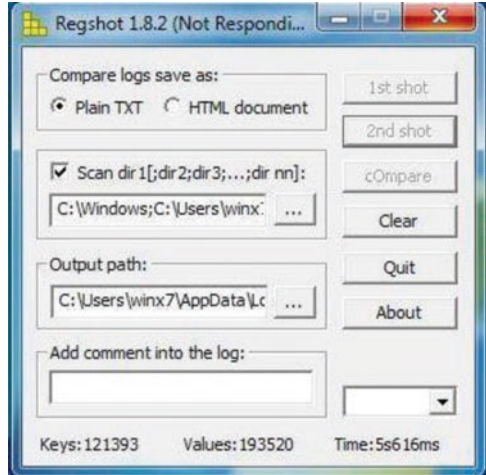 Regshot 1.8.2 (Not Respondi...
Compare logs save as:
Plain TXT
HTML document
1st shot
2nd shot
Scan dir1[;dir2;dir3;...;dir nn]:
C:\Windows;C:\Users\winx
...
cOmpare
Clear
Output path:
C:\Users\winx7\AppData\Lo
...
Quit
About
Add comment into the log:
Keys:121393 Values:193520 Time:5s616ms